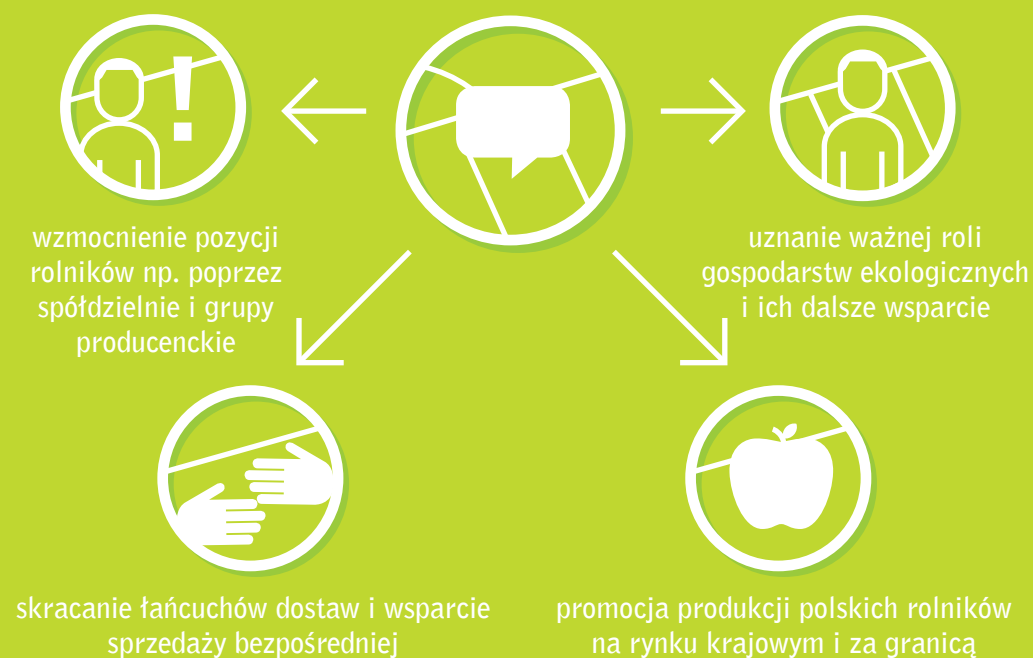 wzmocnienie pozycji
rolników np. poprzez
spółdzielnie i grupy
producenckie
uznanie ważnej roli
gospodarstw ekologicznych
i ich dalsze wsparcie
skracanie łańcuchów dostaw i wsparcie
sprzedaży bezpośredniej
promocja produkcji polskich rolników
na rynku krajowym i za granicą